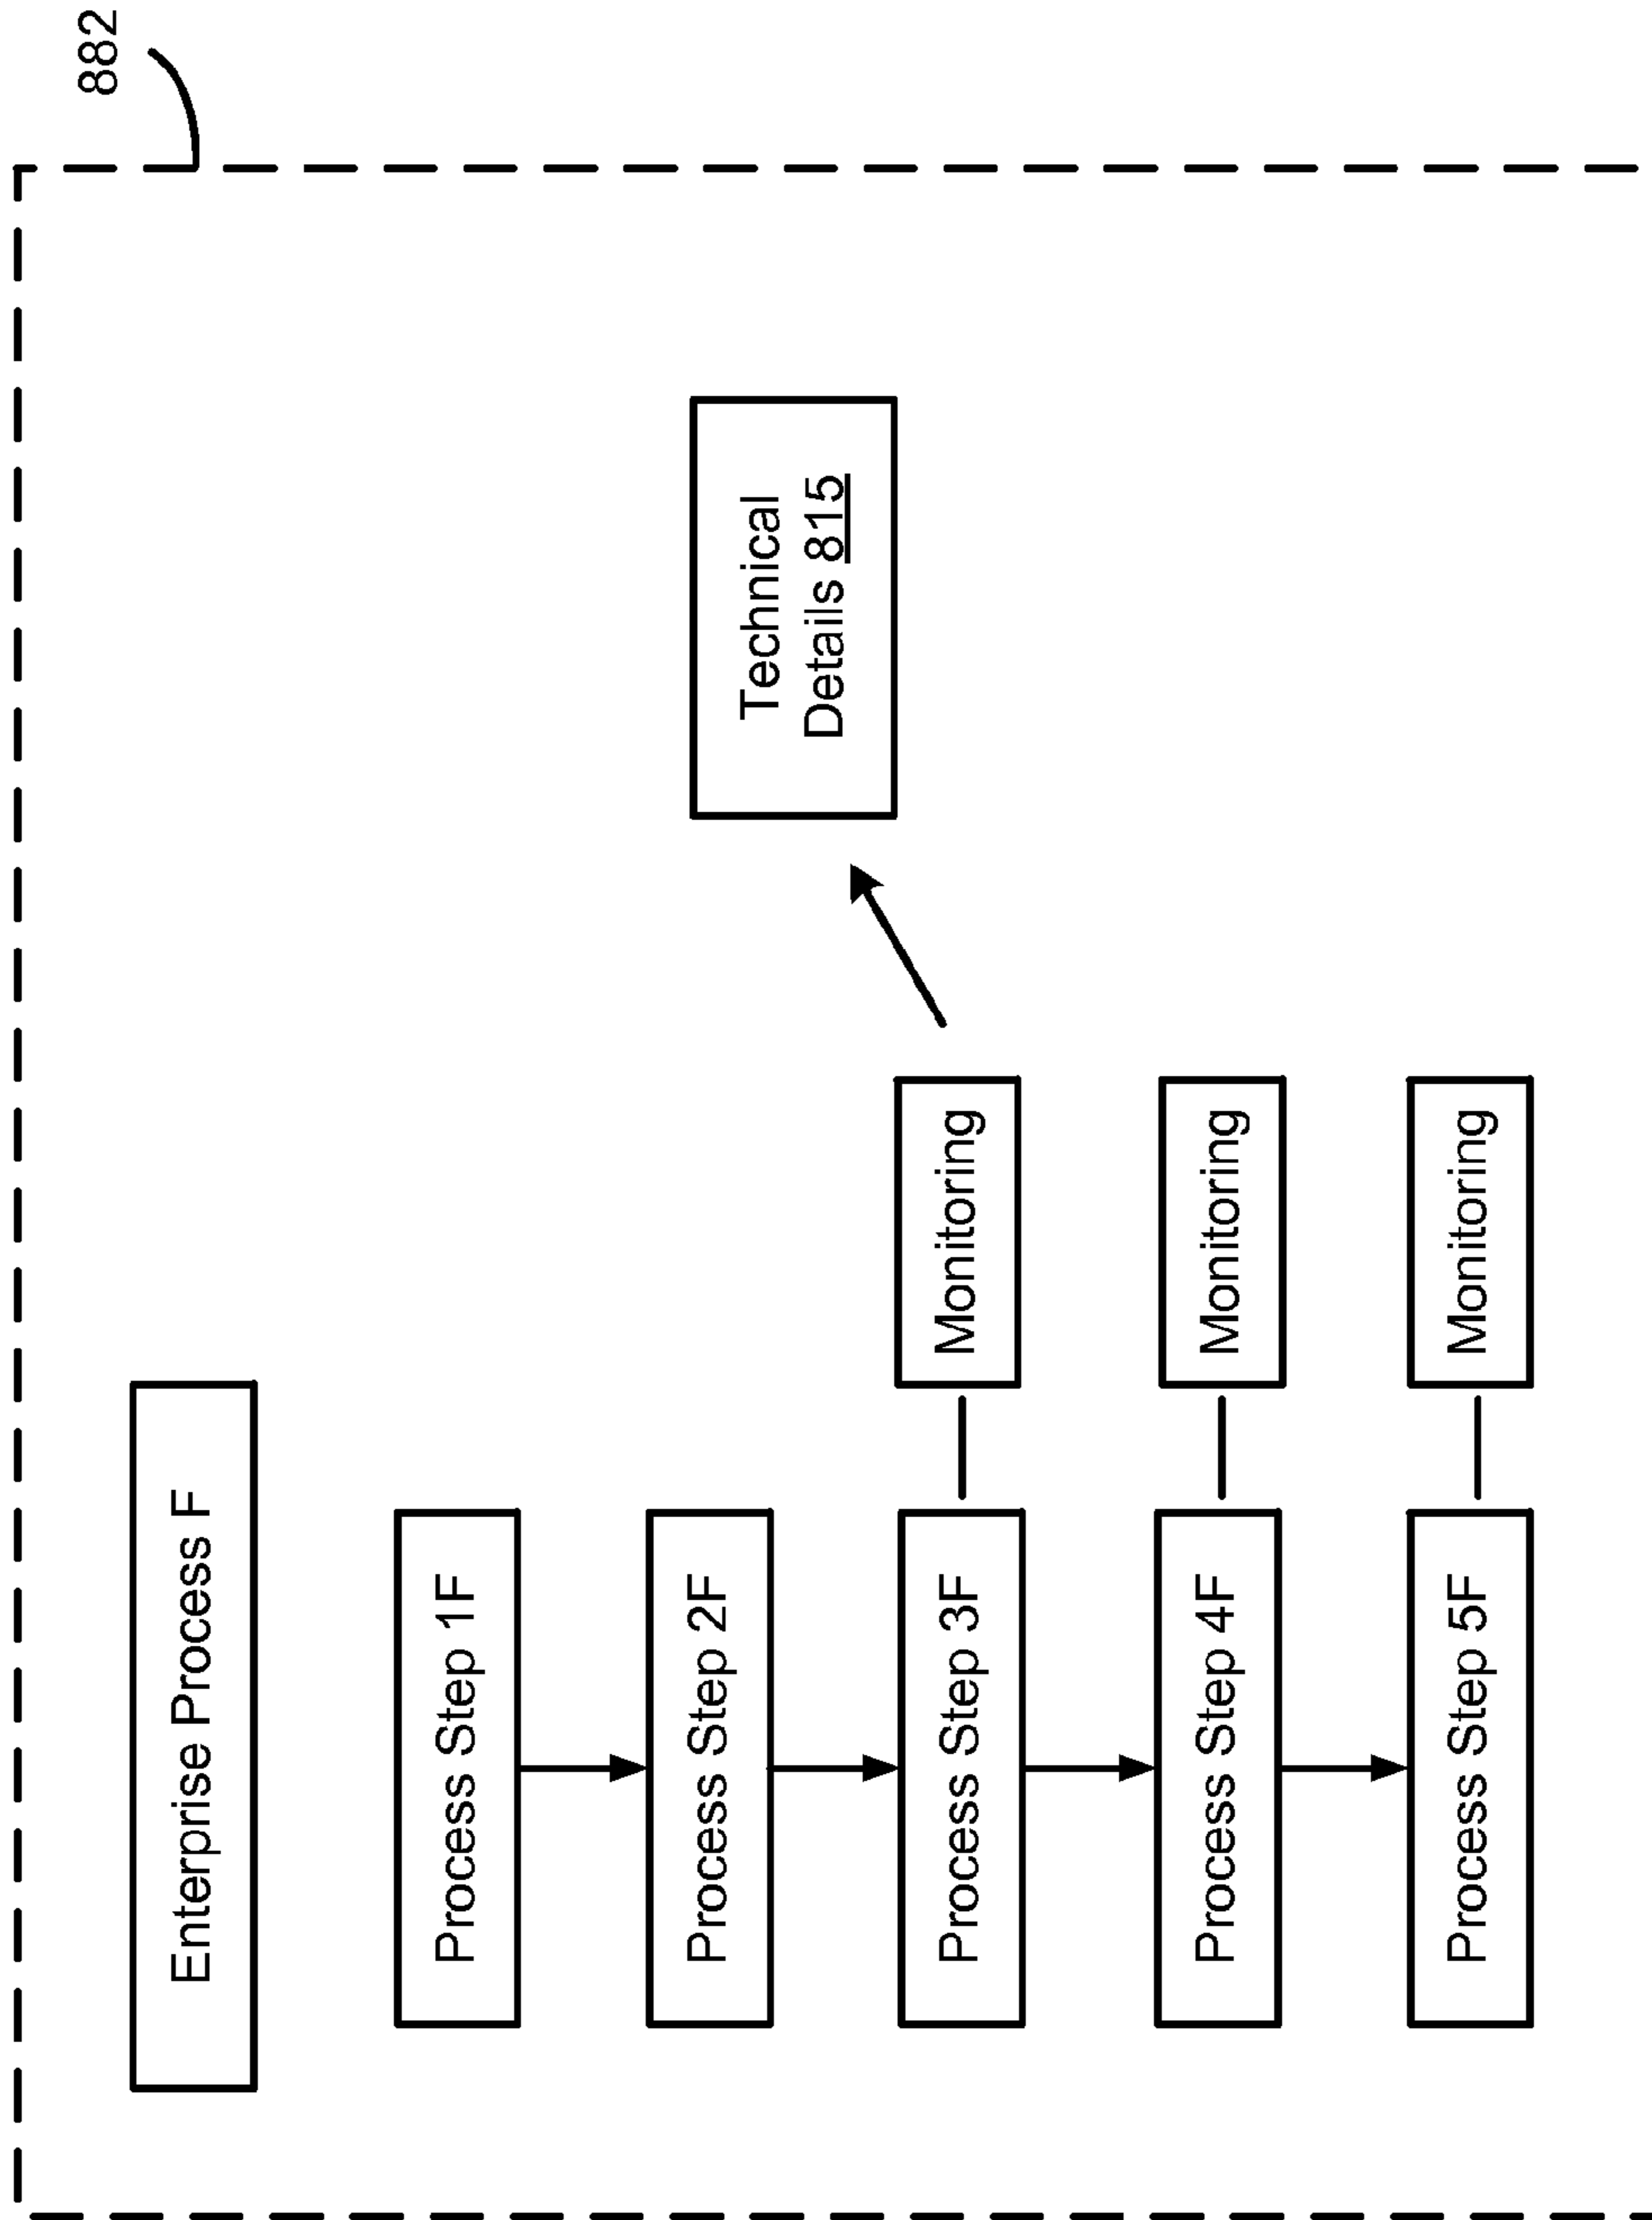 882
Enterprise Process F
Process Step 1F
Process Step 2F
Technical
Details 815
Process Step 3F
Monitoring
Process Step 4F
Monitoring
Process Step 5F
Monitoring